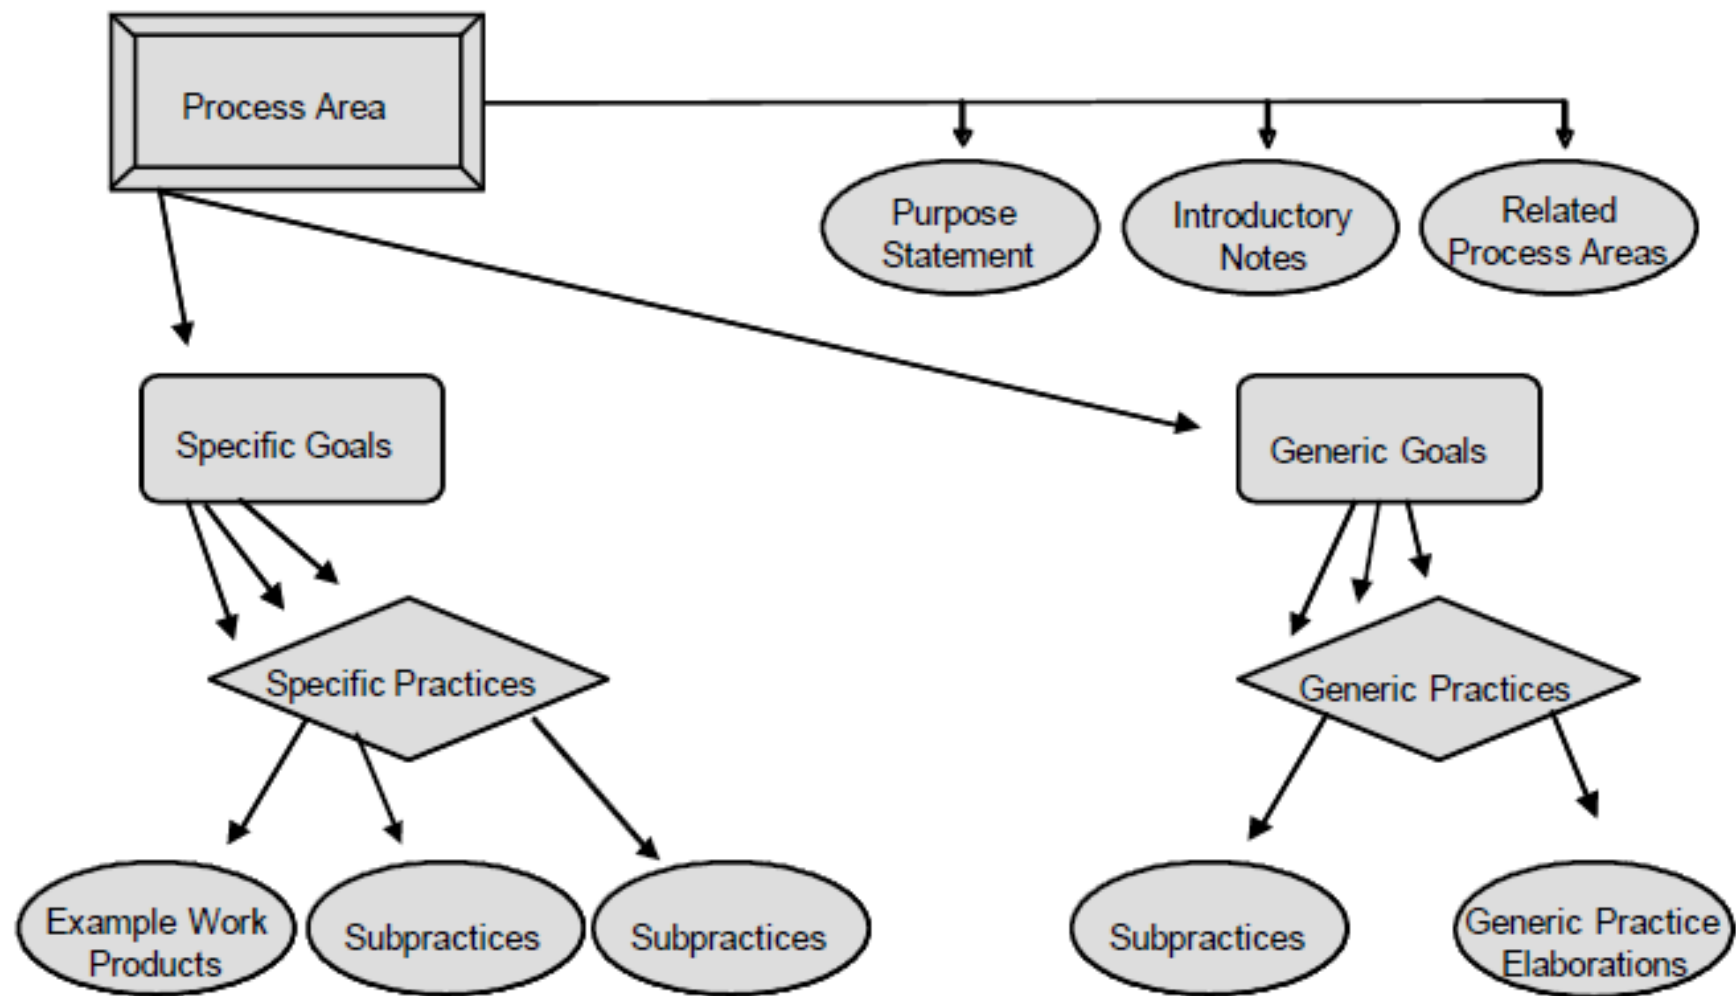 Process Area
Purpose
Statement
Introductory
Notes
Related
Process Areas
Specific Goals
Generic Goals
Specific Practices
Generic Practices
Example Work
Products
Subpractices
Subpractices
Subpractices
Generic Practice
Elaborations